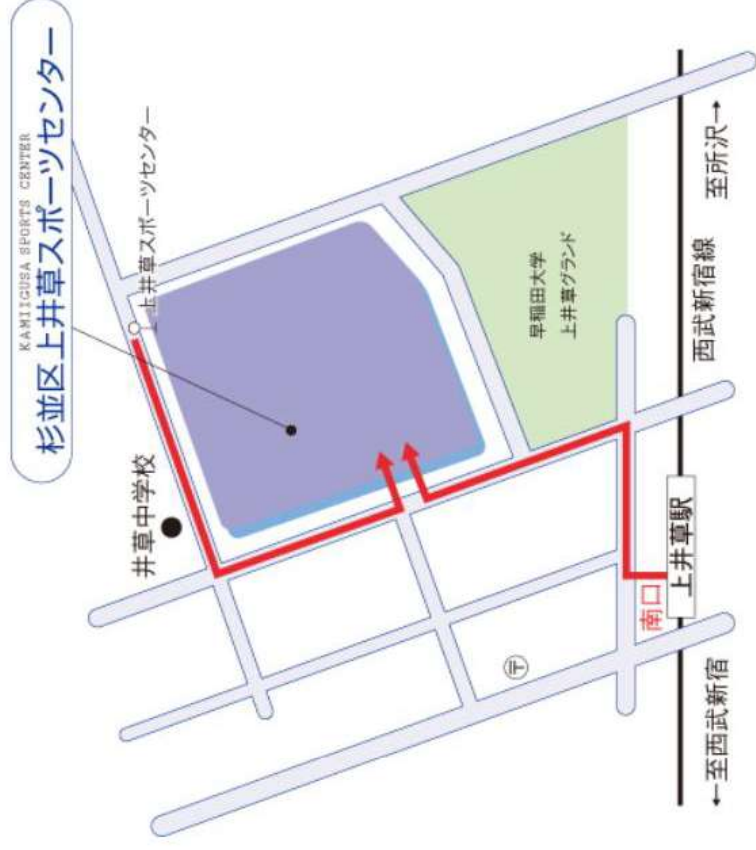 KAMIIGUSA SPORTS CENTER
杉並区上井草スポーツセンター
上井草スポーツセンター
井草中学校
早稲田大学
上井草グランド
〒
南口
上井草駅
←至西武新宿
西武新宿線
至所沢→